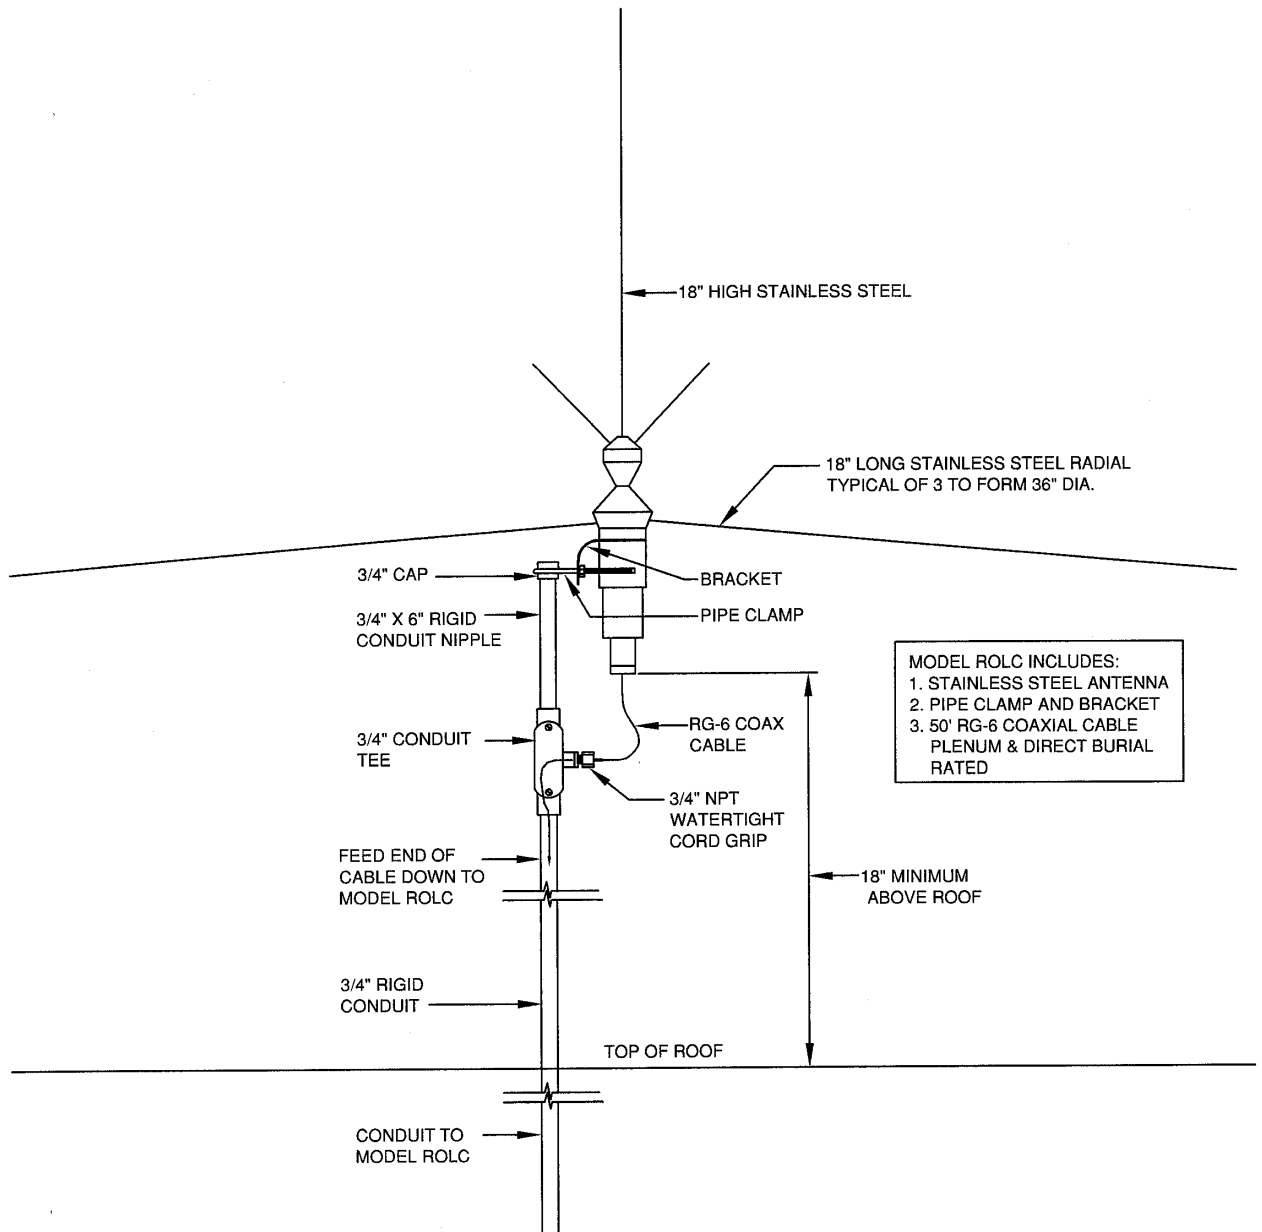 18" HIGH STAINLESS STEEL
18" LONG STAINLESS STEEL RADIAL
TYPICAL OF 3 TO FORM 36" DIA.
3/4" CAP
BRACKET
3/4" X 6" RIGID
CONDUIT NIPPLE
PIPE CLAMP
MODEL ROLC INCLUDES:
1. STAINLESS STEEL ANTENNA
2. PIPE CLAMP AND BRACKET
3. 50' RG-6 COAXIAL CABLE
PLENUM & DIRECT BURIAL
RATED
3/4" CONDUIT
TEE
RG-6 COAX
CABLE
3/4" NPT
WATERTIGHT
CORD GRIP
FEED END OF
CABLE DOWN TO
MODEL ROLC
18" MINIMUM
ABOVE ROOF
3/4" RIGID
CONDUIT
TOP OF ROOF
CONDUIT TO
MODEL ROLC